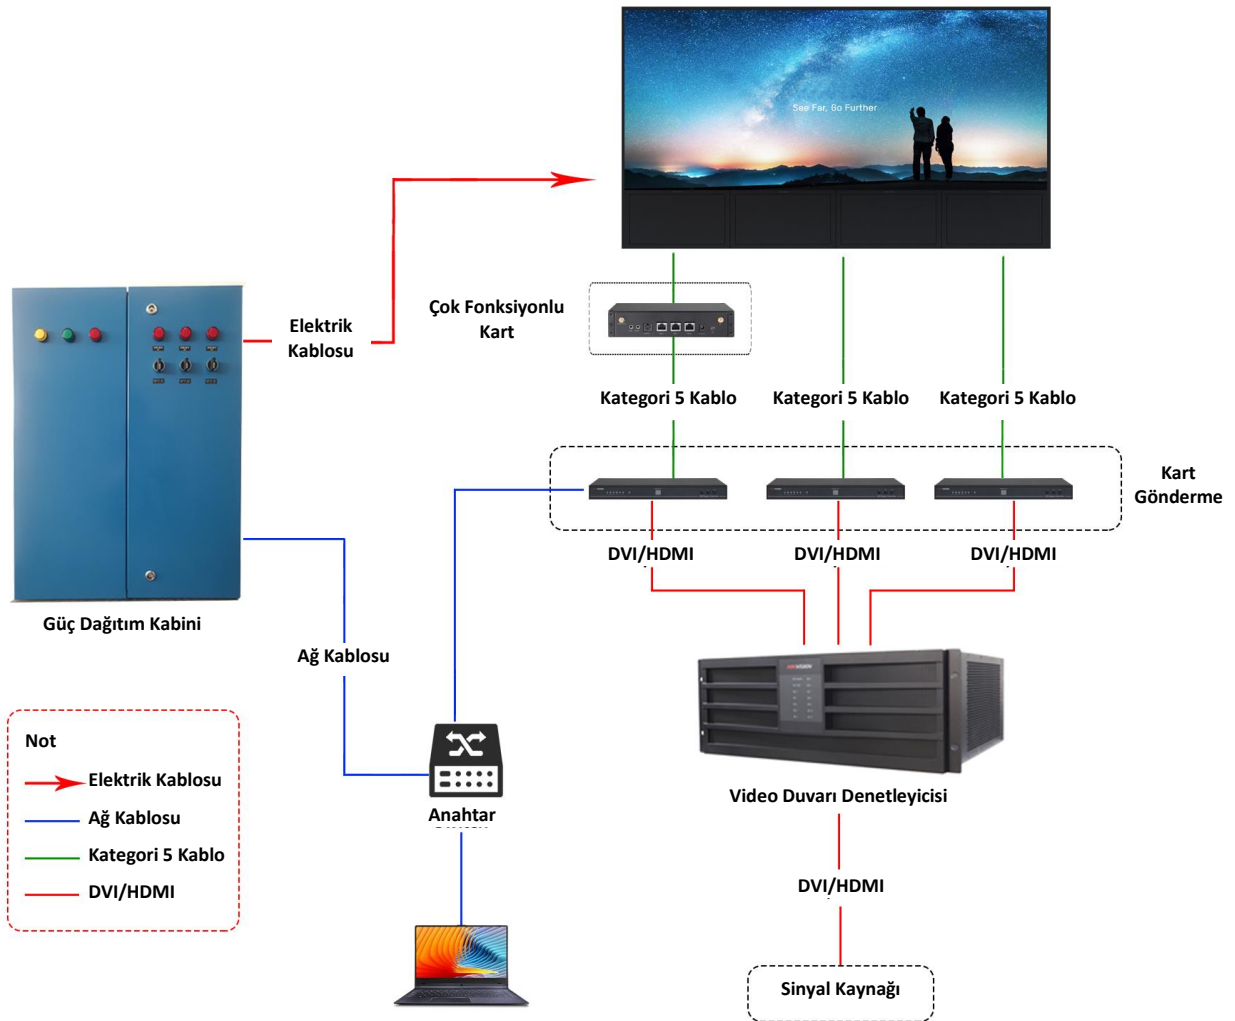 See Far, Go Further
Çok Fonksiyonlu
Kart
Elektrik
Kablosu
Kategori 5 Kablo
Kategori 5 Kablo
Kategori 5 Kablo
Kart
Gönderme
DVI/HDMI
DVI/HDMI
DVI/HDMI
Güç Dağıtım Kabini
Ağ Kablosu
HIKVISION
Not
Elektrik Kablosu
Ağ Kablosu
Kategori 5 Kablo
DVI/HDMI
Anahtar
Video Duvarı Denetleyicisi
DVI/HDMI
Sinyal Kaynağı